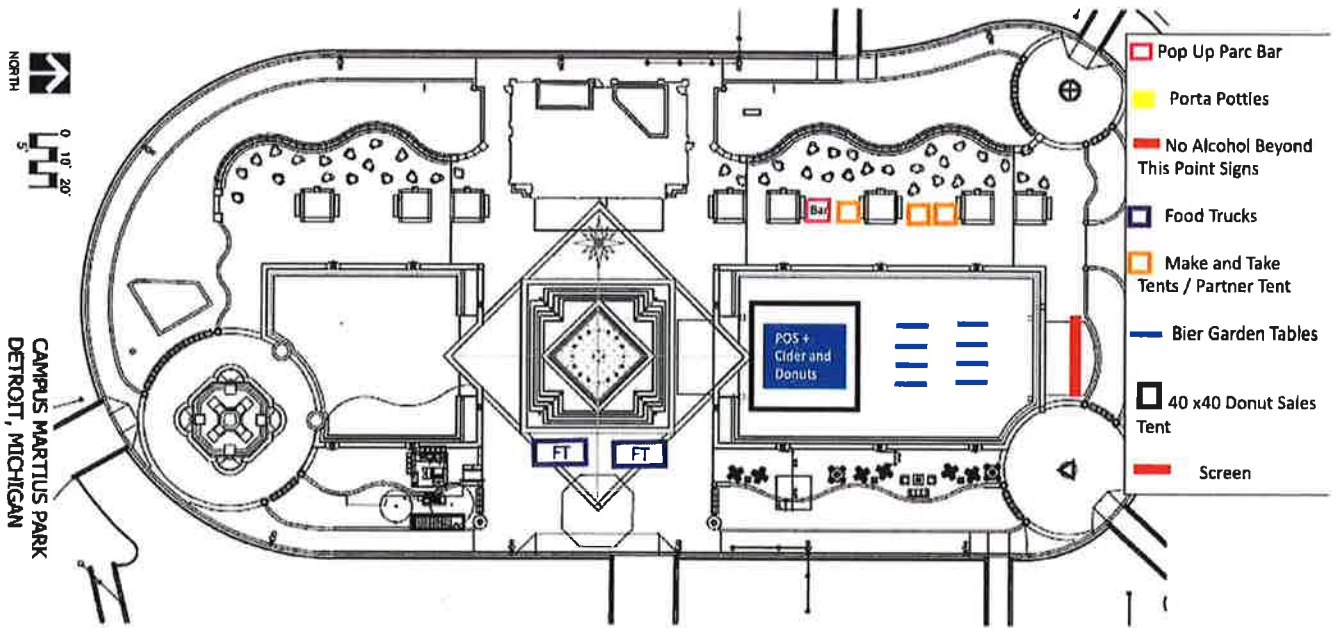 NORTH
0 10' 20'
5'
CAMPUS MARTIUS PARK
DETROIT, MICHIGAN
Bar
POS +
Cider and
Donuts
FT
FT
Pop Up Parc Bar
Porta Potties
No Alcohol Beyond
This Point Signs
Food Trucks
Make and Take
Tents / Partner Tent
Bier Garden Tables
40 x40 Donut Sales
Tent
Screen